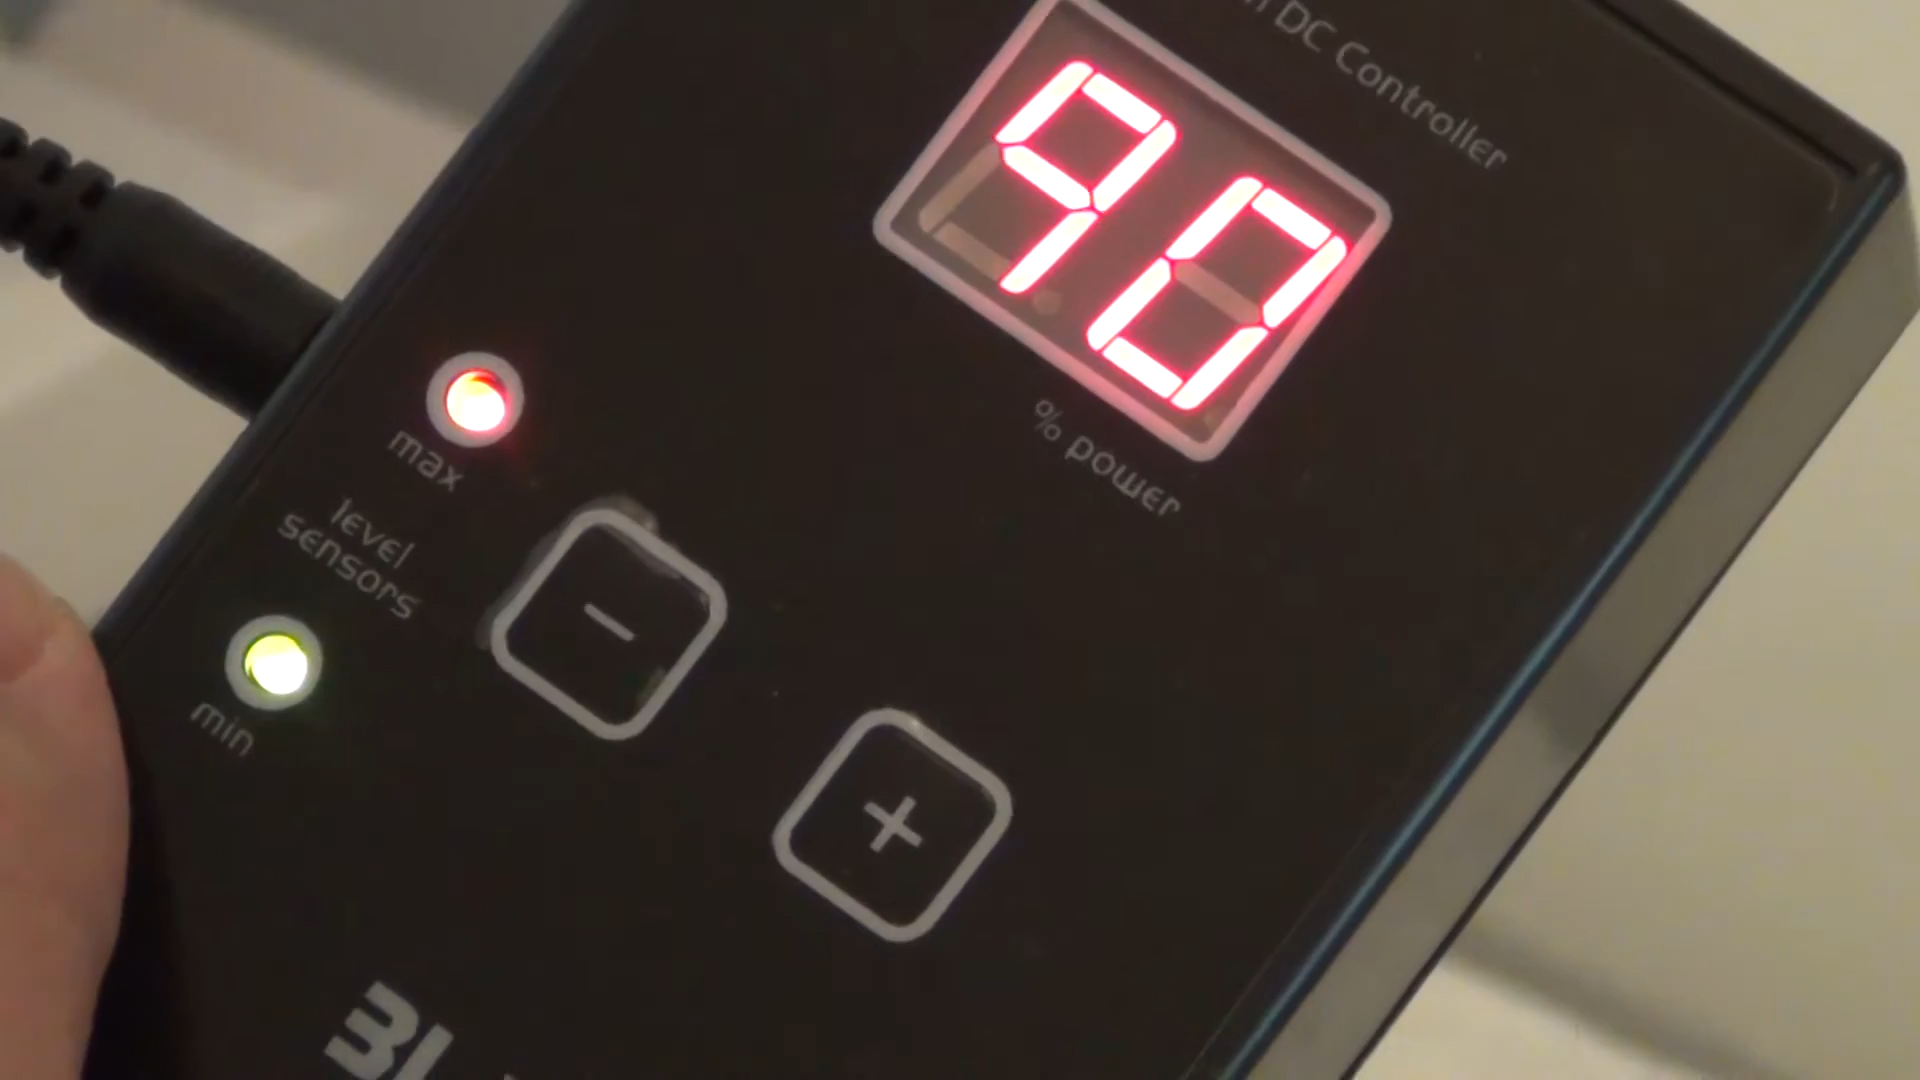 DC Controller
90
% power
max
level
sensors
min
-
+